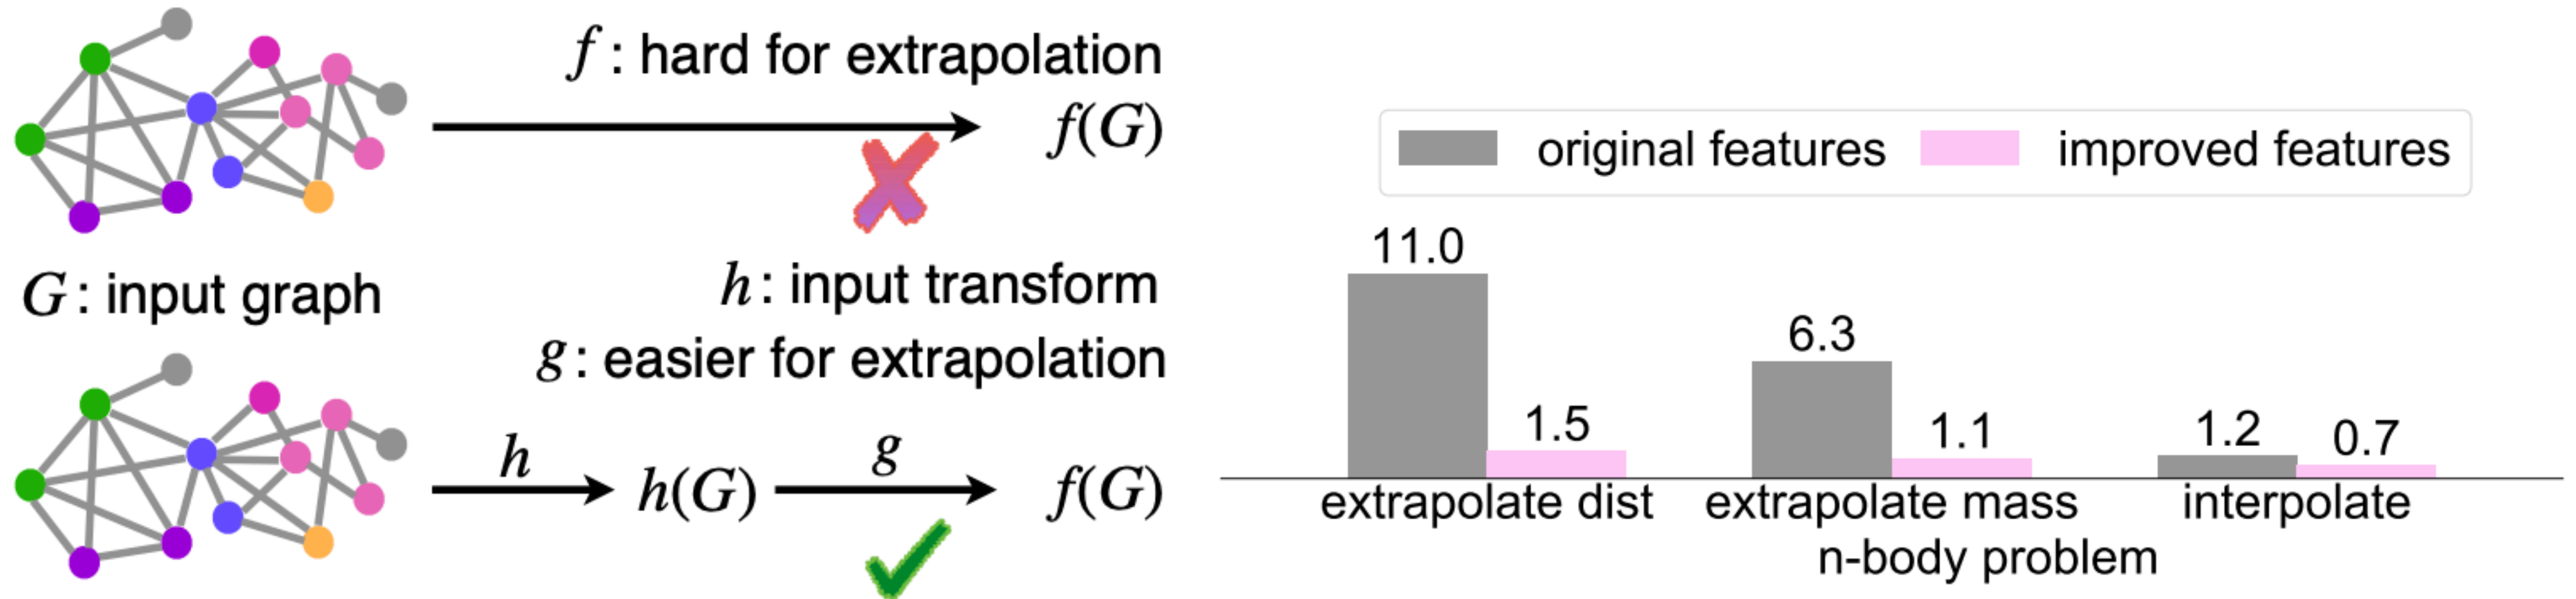 f : hard for extrapolation
f(G)
G : input graph
h : input transform
g : easier for extrapolation
h
h(G)
g
f(G)
original features
improved features
11.0
1.5
6.3
1.1
1.2
0.7
extrapolate dist
extrapolate mass
interpolate
n-body problem